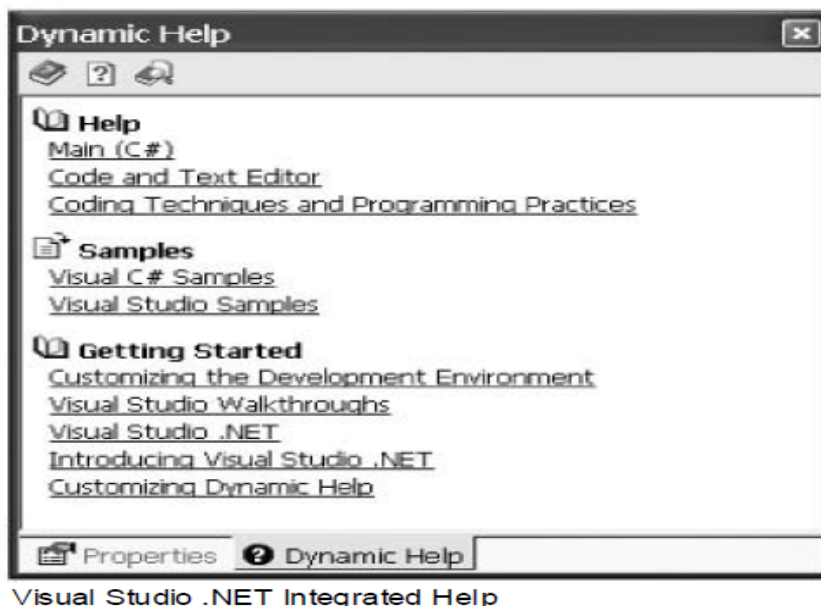 Dynamic Help
Help
Main (C#)
Code and Text Editor
Coding Techniques and Programming Practices
Samples
Visual C# Samples
Visual Studio Samples
Getting Started
Customizing the Development Environment
Visual Studio Walkthroughs
Visual Studio .NET
Introducing Visual Studio .NET
Customizing Dynamic Help
Properties Dynamic Help
Visual Studio .NET Integrated Help